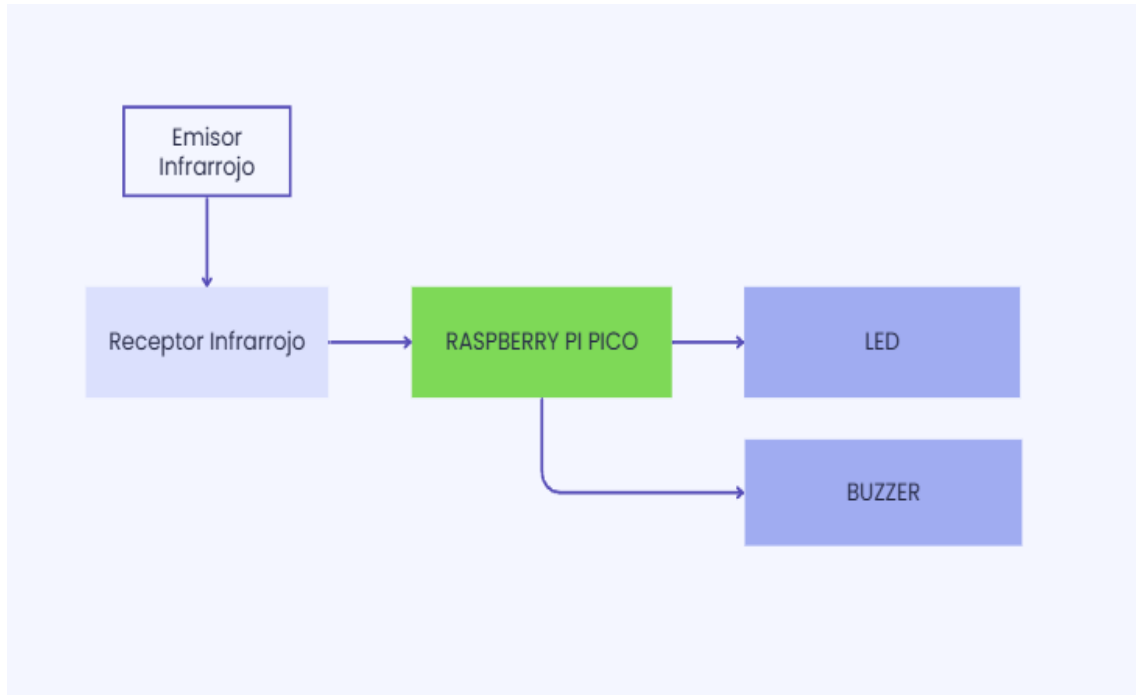 Emisor
Infrarrojo
Receptor Infrarrojo
RASPBERRY PI PICO
LED
BUZZER